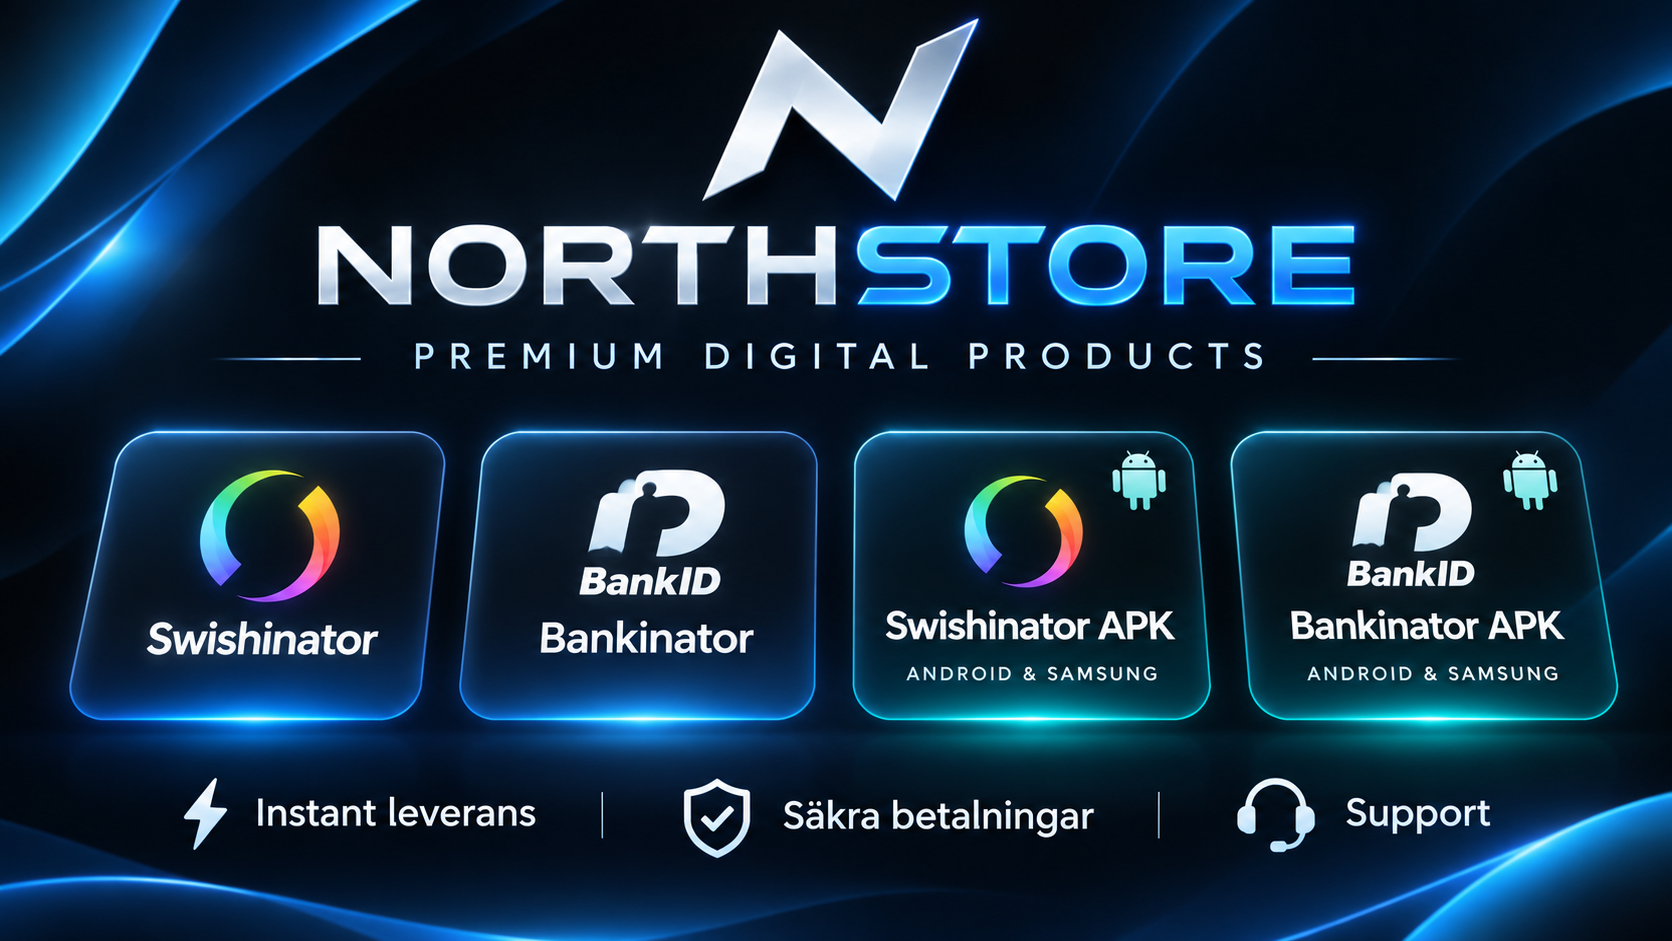 NORTHSTORE
PREMIUM DIGITAL PRODUCTS
Swishinator
BankID
Bankinator
Swishinator APK
ANDROID & SAMSUNG
BankID
Bankinator APK
ANDROID & SAMSUNG
Instant leverans
Säkra betalningar
Support